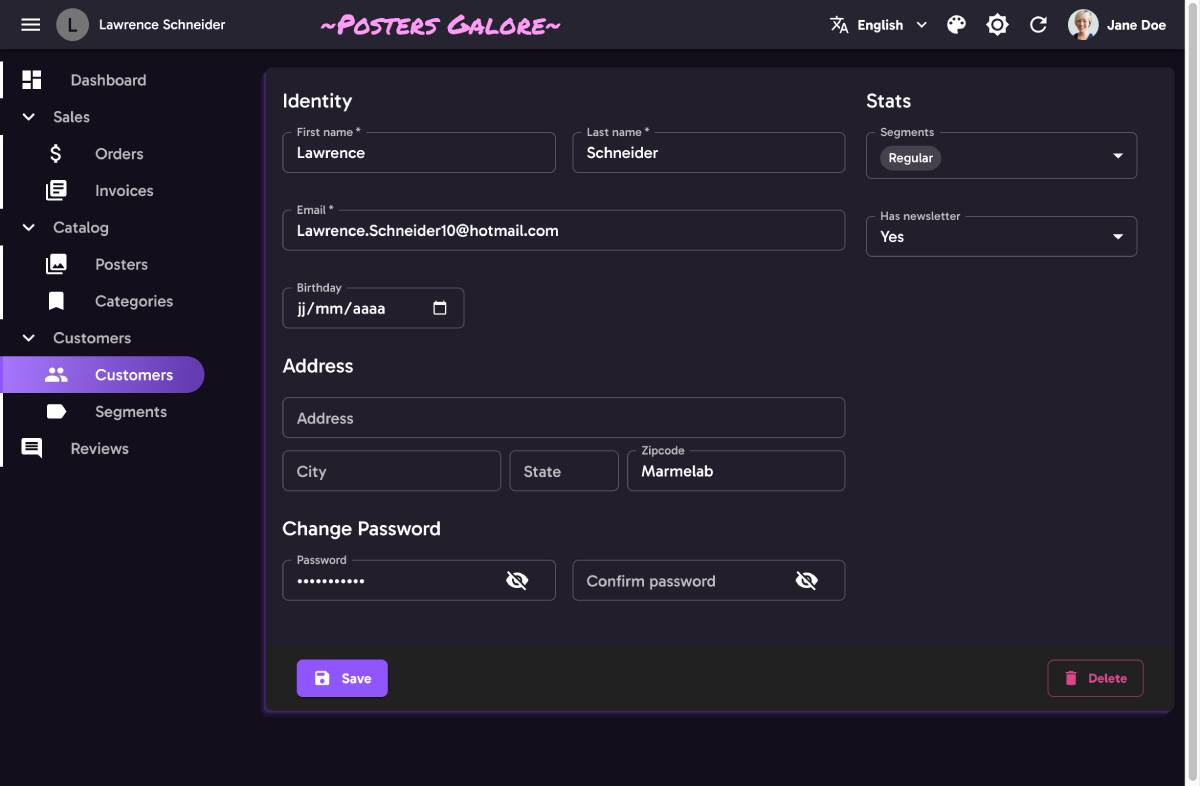 L Lawrence Schneider ~Posters Galore~ English Jane Doe
Dashboard
Sales
Orders
Invoices
Catalog
Posters
Categories
Customers
Customers
Segments
Reviews
Identity
First name *
Lawrence
Last name *
Schneider
Email *
Lawrence.Schneider10@hotmail.com
Birthday
jj/mm/aaaa
Address
Address
City
State
Zipcode
Marmelab
Change Password
Password
•••••••••••
Confirm password
Stats
Segments
Regular
Has newsletter
Yes
Save
Delete